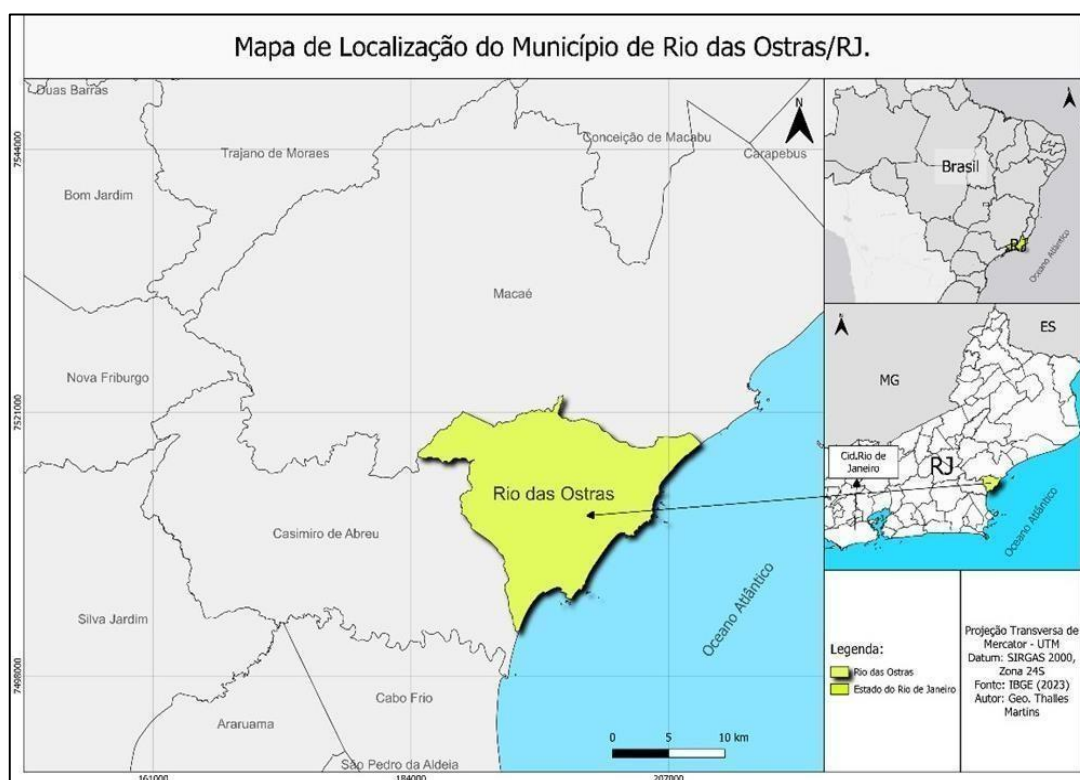 Mapa de Localização do Município de Rio das Ostras/RJ.
Duas Barras
Trajano de Moraes
Conceição de Macabu
Carapebus
Bom Jardim
Macaé
Nova Friburgo
Rio das Ostras
Casimiro de Abreu
Silva Jardim
Cabo Frio
Araruama
São Pedro da Aldeia
Oceano Atlântico
N
7544000
7521000
7498000
161000
184000
207000
0 5 10 km
Brasil
RJ
Oceano Atlântico
ES
MG
Cid.Rio de
Janeiro
RJ
Oceano Atlântico
Legenda:
Rio das Ostras
Estado do Rio de Janeiro
Projeção Transversa de
Mercator - UTM
Datum: SIRGAS 2000,
Zona 24S
Fonte: IBGE (2023)
Autor: Geo. Thalles
Martins